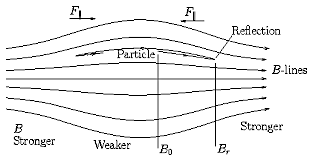 F∥ F∥
Reflection
Particle
B-lines
B
Stronger
Weaker
B₀
Bᵣ
Stronger